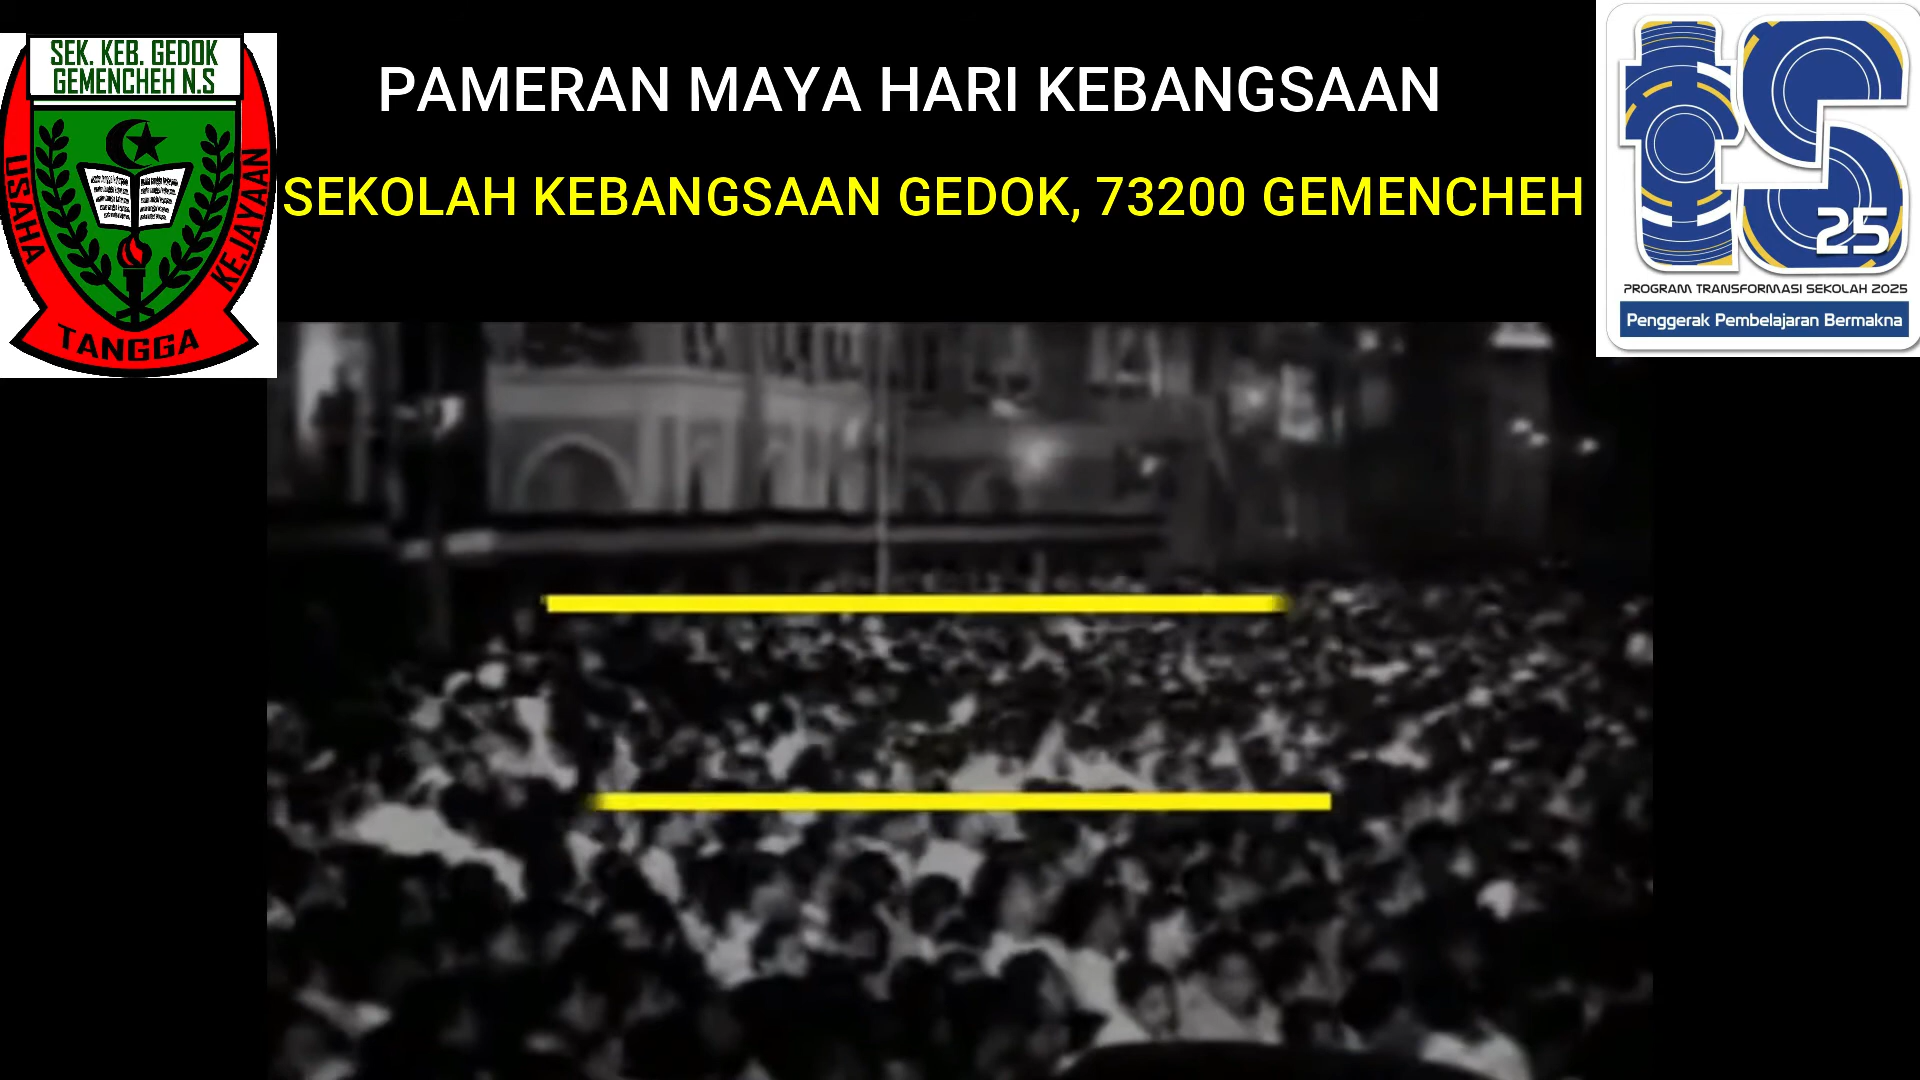 SEK. KEB. GEDOK
GEMENCHEH N.S
USAHA
TANGGA
KEJAYAAN
PAMERAN MAYA HARI KEBANGSAAN
SEKOLAH KEBANGSAAN GEDOK, 73200 GEMENCHEH
tS
25
PROGRAM TRANSFORMASI SEKOLAH 2025
Penggerak Pembelajaran Bermakna